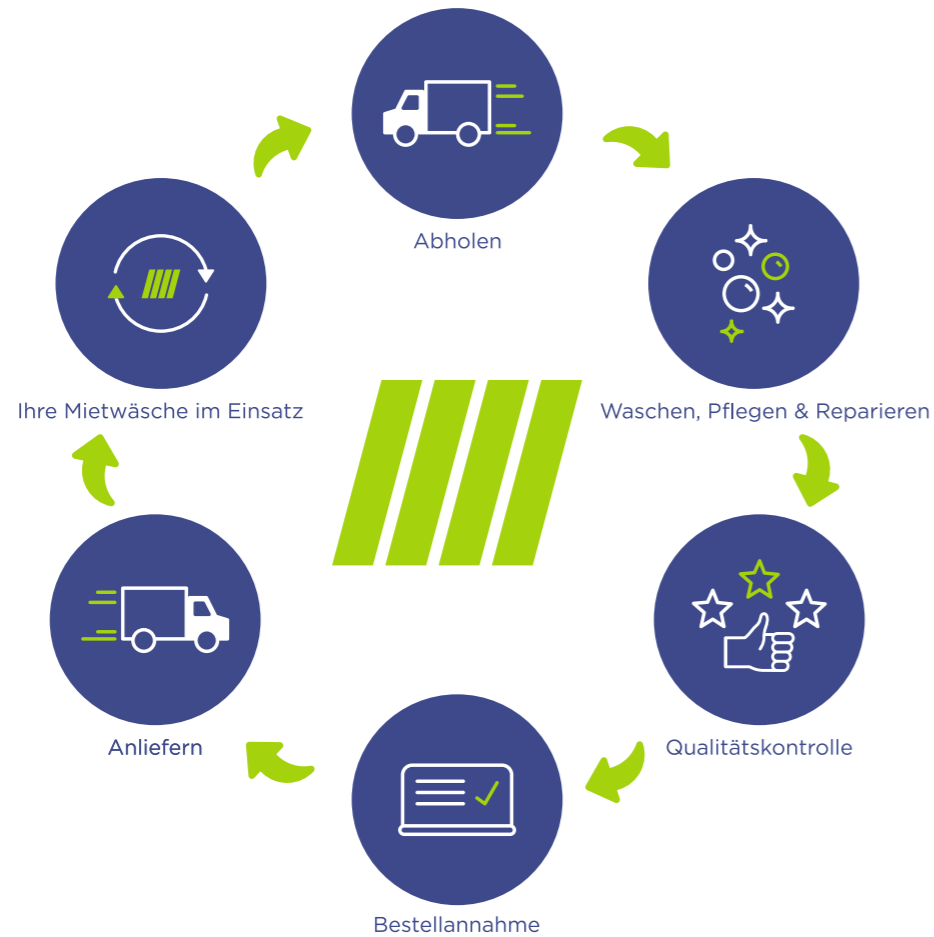 Abholen
Waschen, Pflegen & Reparieren
Qualitätskontrolle
Bestellannahme
Anliefern
Ihre Mietwäsche im Einsatz